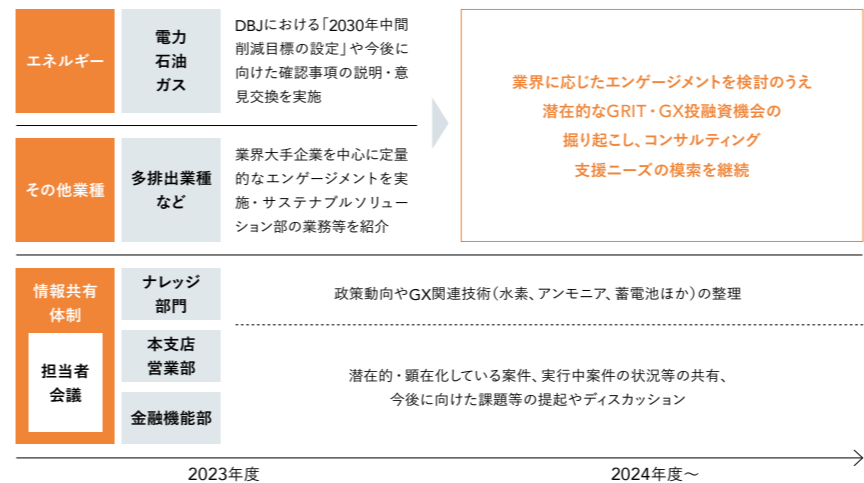 エネルギー
電力
石油
ガス
DBJにおける「2030年中間
削減目標の設定」や今後に
向けた確認事項の説明・意
見交換を実施
その他業種
多排出業種
など
業界大手企業を中心に定量
的なエンゲージメントを実
施・サステナブルソリュー
ション部の業務等を紹介
業界に応じたエンゲージメントを検討のうえ
潜在的なGRIT・GX投融資機会の
掘り起こし、コンサルティング
支援ニーズの模索を継続
情報共有
体制
担当者
会議
ナレッジ
部門
政策動向やGX関連技術（水素、アンモニア、蓄電池ほか）の整理
本支店
営業部
金融機能部
潜在的・顕在化している案件、実行中案件の状況等の共有、
今後に向けた課題等の提起やディスカッション
2023年度
2024年度～